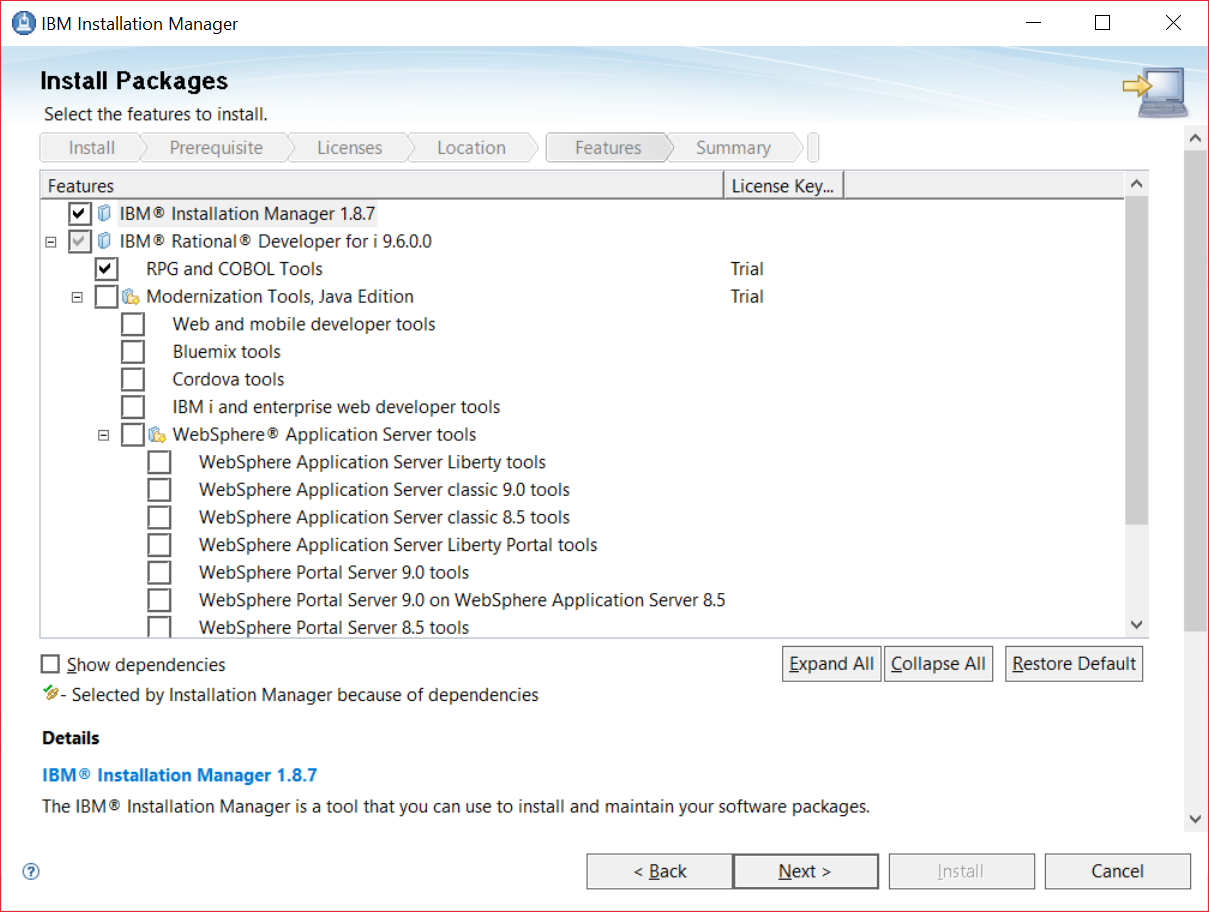 IBM Installation Manager
Install Packages
Select the features to install.
Install Prerequisite Licenses Location Features Summary
Features License Key...
IBM® Installation Manager 1.8.7
IBM® Rational® Developer for i 9.6.0.0
RPG and COBOL Tools Trial
Modernization Tools, Java Edition Trial
Web and mobile developer tools
Bluemix tools
Cordova tools
IBM i and enterprise web developer tools
WebSphere® Application Server tools
WebSphere Application Server Liberty tools
WebSphere Application Server classic 9.0 tools
WebSphere Application Server classic 8.5 tools
WebSphere Application Server Liberty Portal tools
WebSphere Portal Server 9.0 tools
WebSphere Portal Server 9.0 on WebSphere Application Server 8.5
WebSphere Portal Server 8.5 tools
Show dependencies Expand All Collapse All Restore Default
- Selected by Installation Manager because of dependencies
Details
IBM® Installation Manager 1.8.7
The IBM® Installation Manager is a tool that you can use to install and maintain your software packages.
? < Back Next > Install Cancel